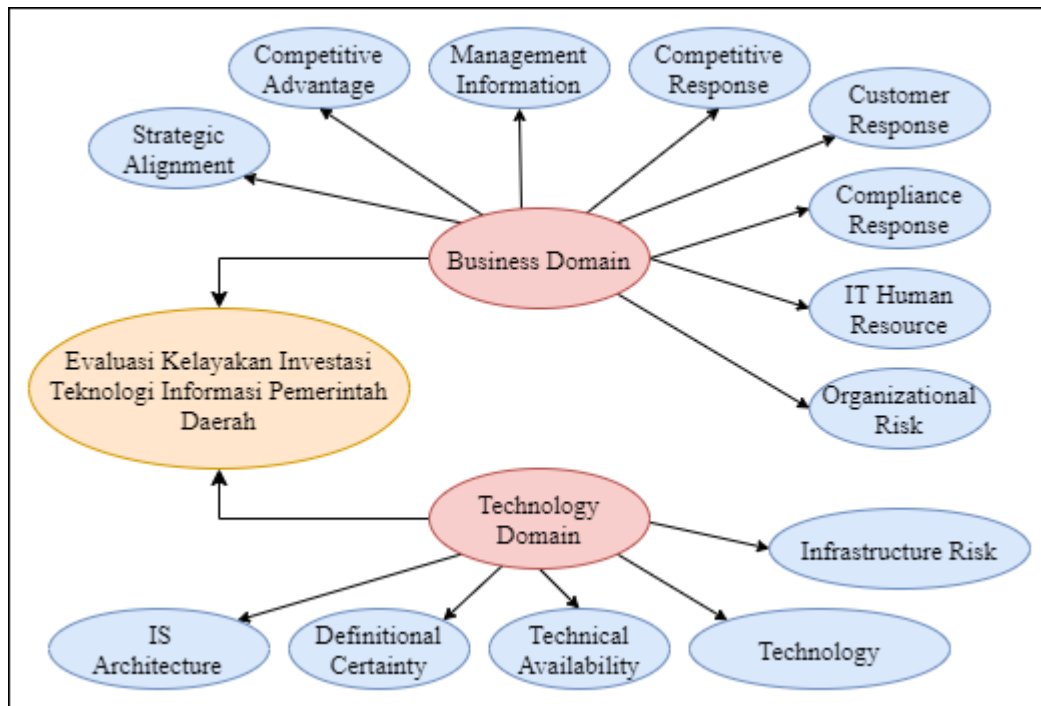 Competitive
Advantage
Management
Information
Competitive
Response
Customer
Response
Strategic
Alignment
Compliance
Response
Business Domain
IT Human
Resource
Evaluasi Kelayakan Investasi
Teknologi Informasi Pemerintah
Daerah
Organizational
Risk
Technology
Domain
Infrastructure Risk
IS
Architecture
Definitional
Certainty
Technical
Availability
Technology